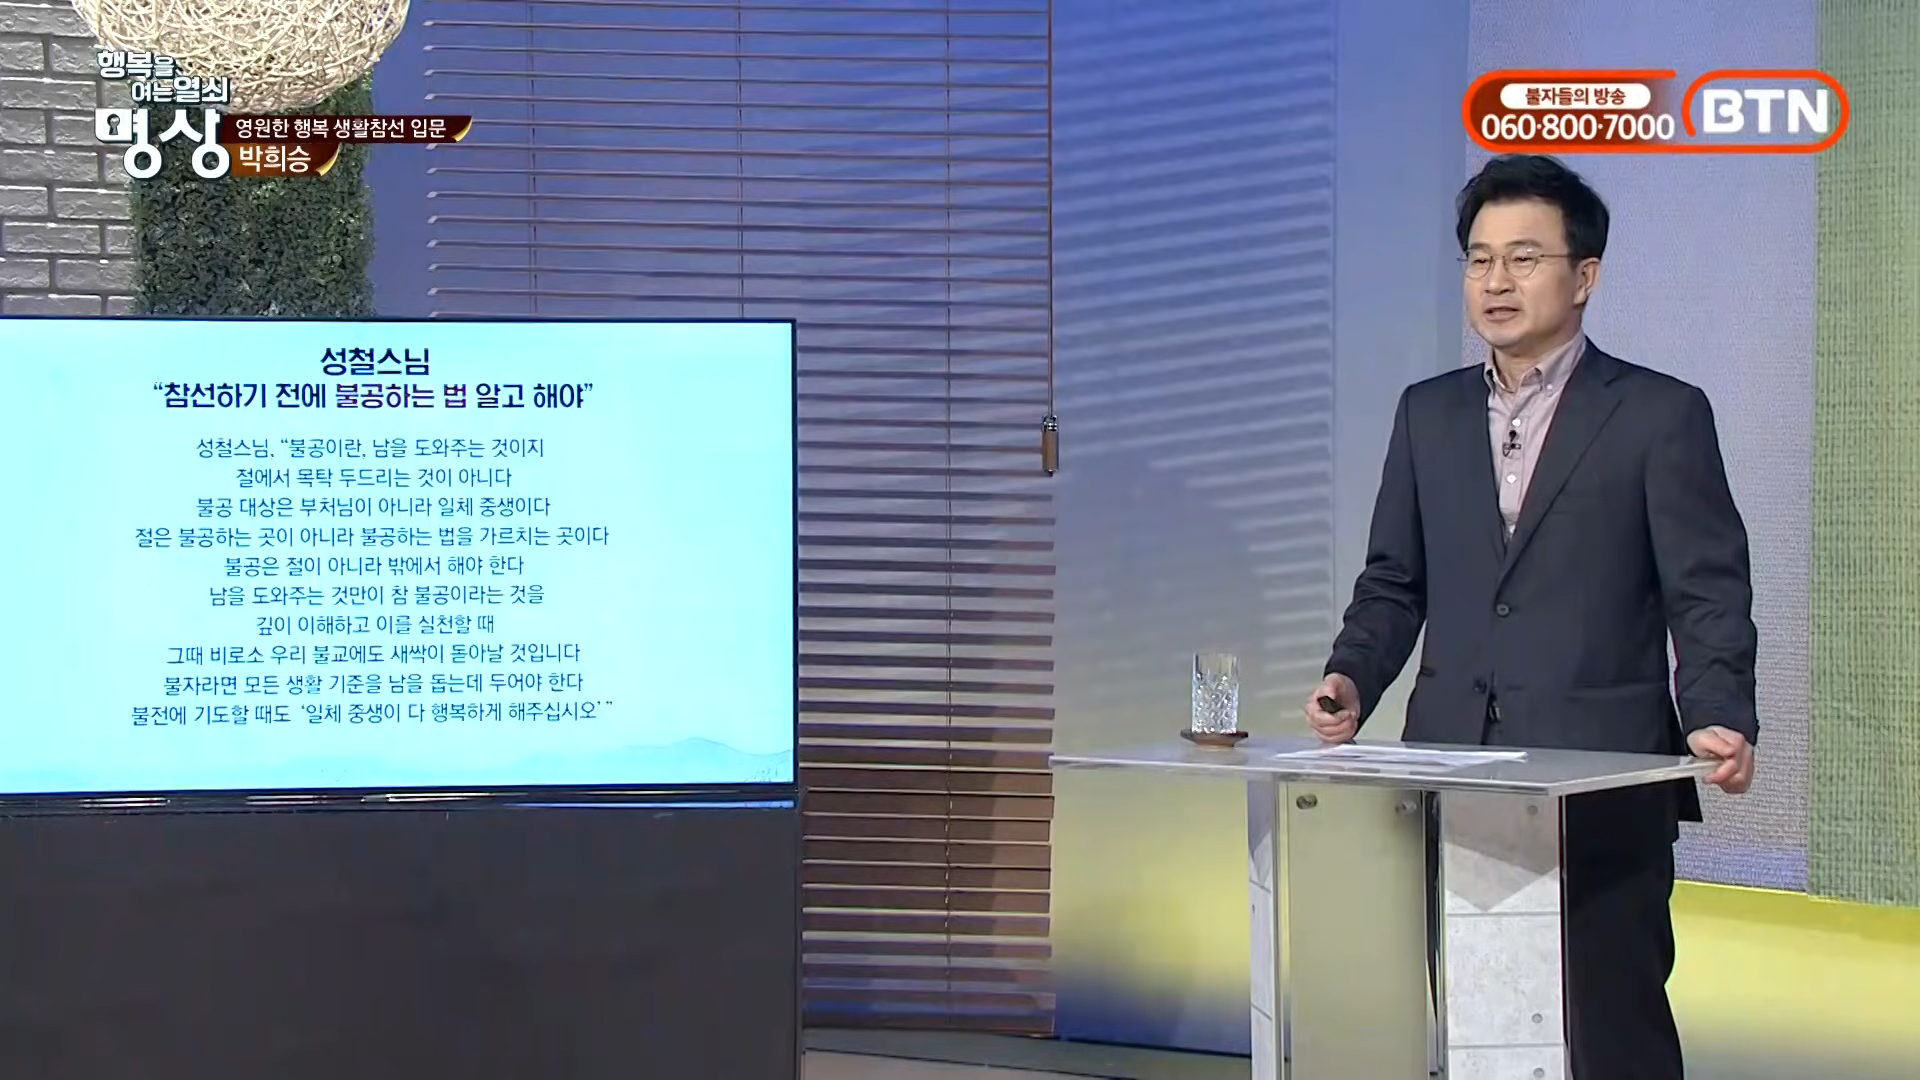 행복을
여는열쇠
명상
영원한 행복 생활참선 입문
박희승
불자들의 방송
060·800·7000
BTN
성철스님
“참선하기 전에 불공하는 법 알고 해야”
성철스님, “불공이란, 남을 도와주는 것이지
절에서 목탁 두드리는 것이 아니다
불공 대상은 부처님이 아니라 일체 중생이다
절은 불공하는 곳이 아니라 불공하는 법을 가르치는 곳이다
불공은 절이 아니라 밖에서 해야 한다
남을 도와주는 것만이 참 불공이라는 것을
깊이 이해하고 이를 실천할 때
그때 비로소 우리 불교에도 새싹이 돋아날 것입니다
불자라면 모든 생활 기준을 남을 돕는데 두어야 한다
불전에 기도할 때도 ‘일체 중생이 다 행복하게 해주십시오’”